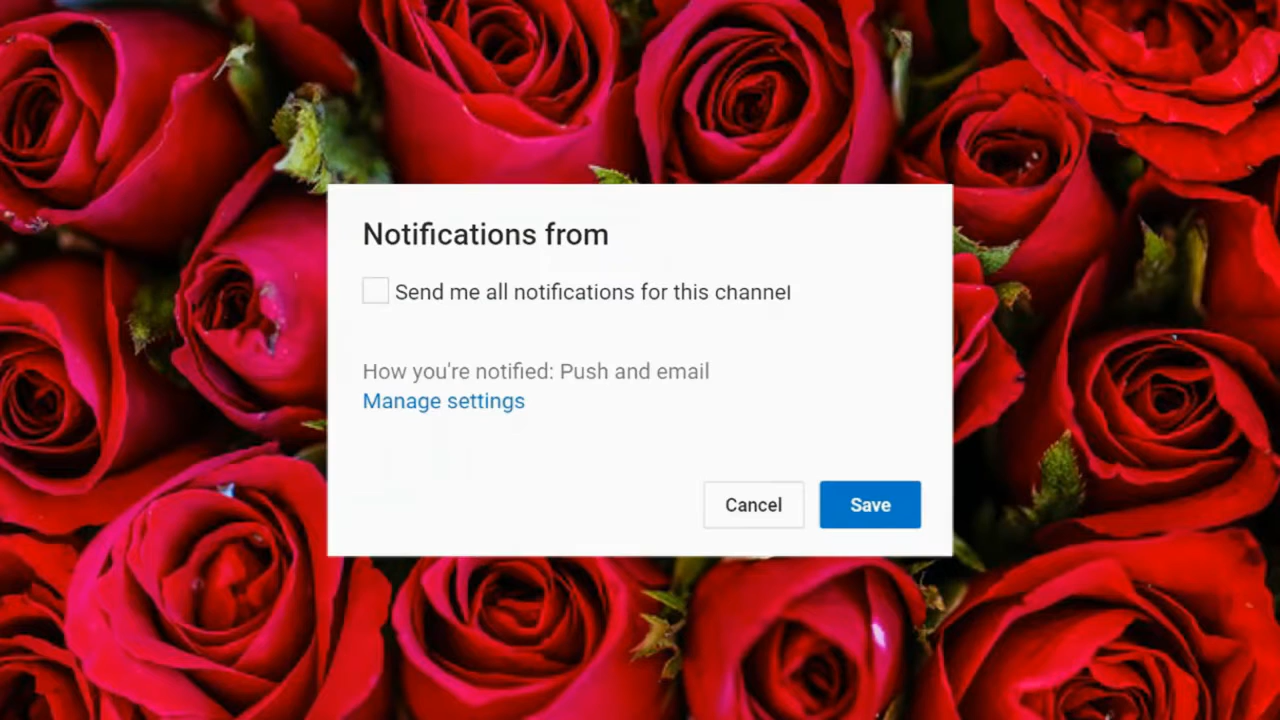 Notifications from
Send me all notifications for this channel
How you're notified: Push and email
Manage settings
Cancel Save